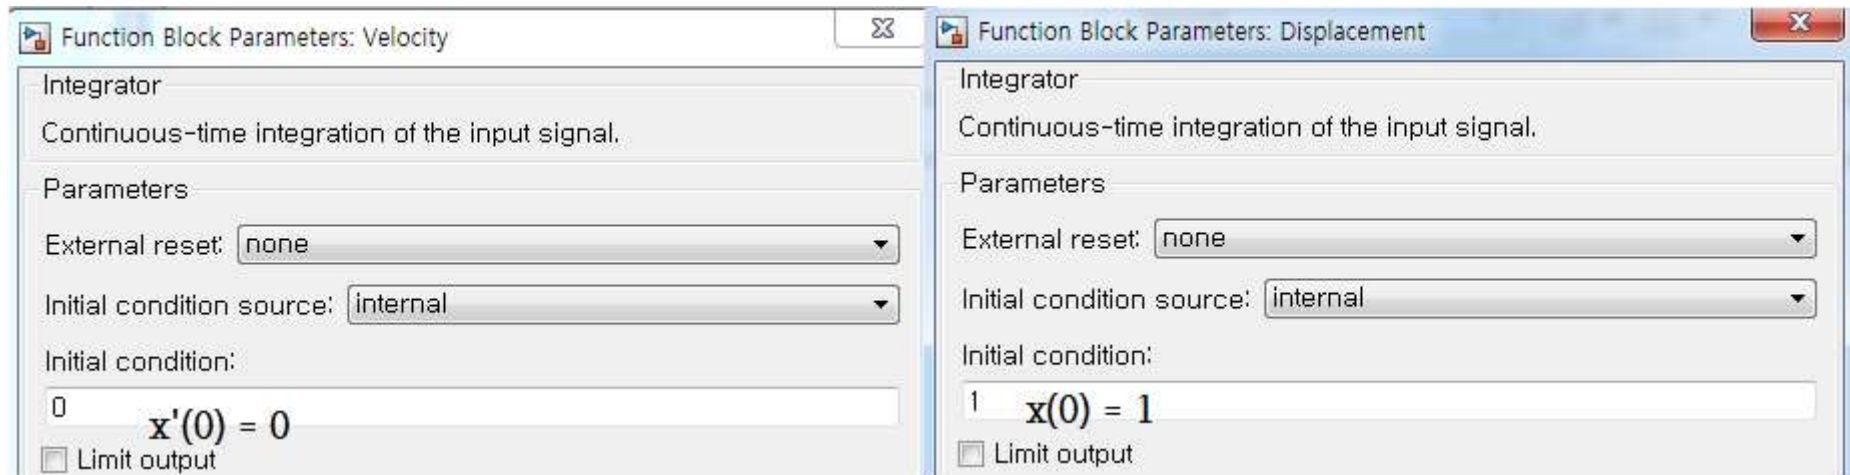 Function Block Parameters: Velocity
Integrator
Continuous-time integration of the input signal.
Parameters
External reset: none
Initial condition source: internal
Initial condition:
0
x'(0) = 0
Limit output
Function Block Parameters: Displacement
Integrator
Continuous-time integration of the input signal.
Parameters
External reset: none
Initial condition source: internal
Initial condition:
1
x(0) = 1
Limit output